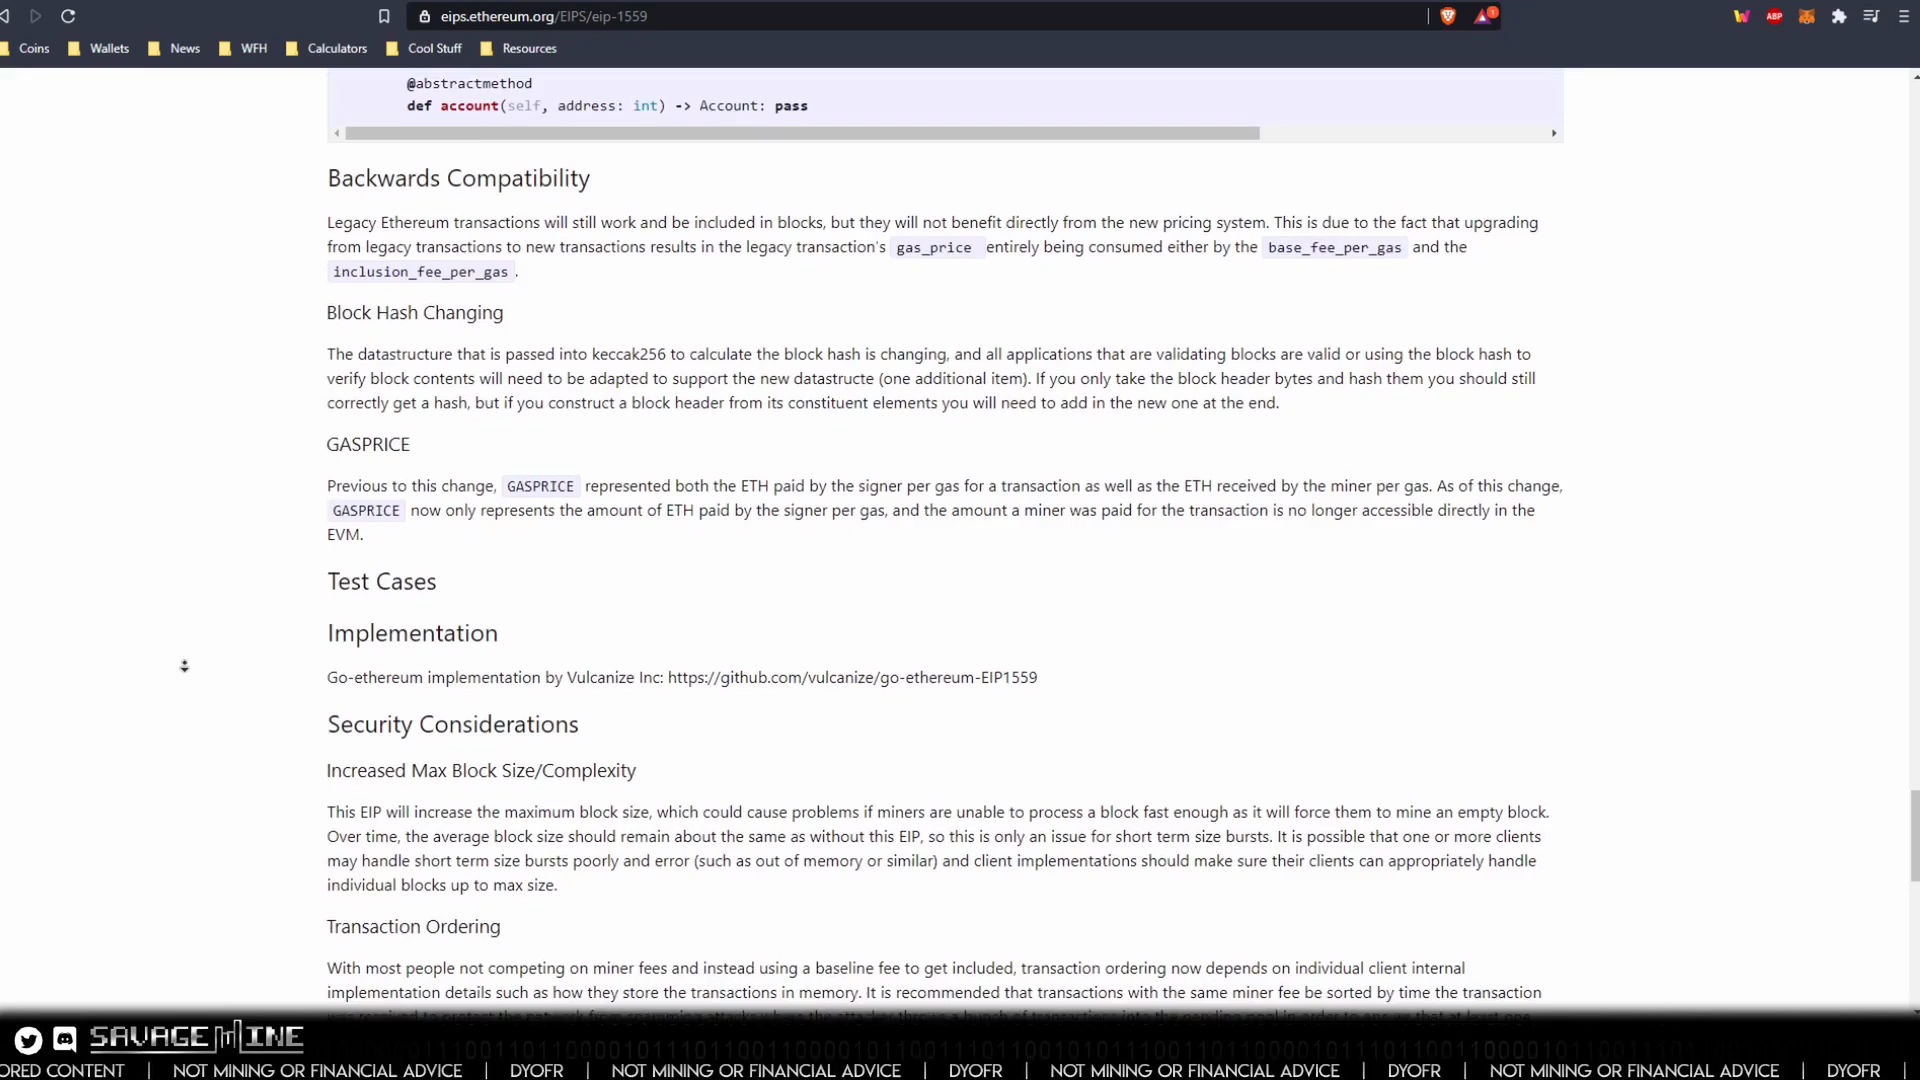 eips.ethereum.org/EIPS/eip-1559
1
ABP
Coins Wallets News WFH Calculators Cool Stuff Resources
@abstractmethod
def account(self, address: int) -> Account: pass
Backwards Compatibility
Legacy Ethereum transactions will still work and be included in blocks, but they will not benefit directly from the new pricing system. This is due to the fact that upgrading
from legacy transactions to new transactions results in the legacy transaction's gas_price entirely being consumed either by the base_fee_per_gas and the
inclusion_fee_per_gas .
Block Hash Changing
The datastructure that is passed into keccak256 to calculate the block hash is changing, and all applications that are validating blocks are valid or using the block hash to
verify block contents will need to be adapted to support the new datastructe (one additional item). If you only take the block header bytes and hash them you should still
correctly get a hash, but if you construct a block header from its constituent elements you will need to add in the new one at the end.
GASPRICE
Previous to this change, GASPRICE represented both the ETH paid by the signer per gas for a transaction as well as the ETH received by the miner per gas. As of this change,
GASPRICE now only represents the amount of ETH paid by the signer per gas, and the amount a miner was paid for the transaction is no longer accessible directly in the
EVM.
Test Cases
Implementation
Go-ethereum implementation by Vulcanize Inc: https://github.com/vulcanize/go-ethereum-EIP1559
Security Considerations
Increased Max Block Size/Complexity
This EIP will increase the maximum block size, which could cause problems if miners are unable to process a block fast enough as it will force them to mine an empty block.
Over time, the average block size should remain about the same as without this EIP, so this is only an issue for short term size bursts. It is possible that one or more clients
may handle short term size bursts poorly and error (such as out of memory or similar) and client implementations should make sure their clients can appropriately handle
individual blocks up to max size.
Transaction Ordering
With most people not competing on miner fees and instead using a baseline fee to get included, transaction ordering now depends on individual client internal
implementation details such as how they store the transactions in memory. It is recommended that transactions with the same miner fee be sorted by time the transaction
SAVAGE MINE
ORED CONTENT | NOT MINING OR FINANCIAL ADVICE | DYOFR | NOT MINING OR FINANCIAL ADVICE | DYOFR | NOT MINING OR FINANCIAL ADVICE | DYOFR | NOT MINING OR FINANCIAL ADVICE | DYOFR